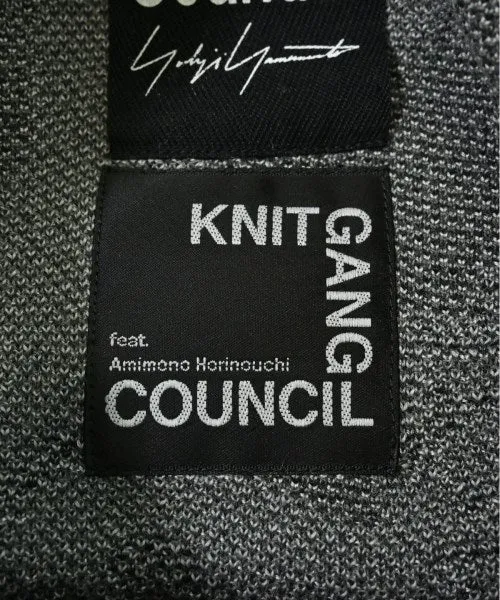 Yohji Yamamoto
KNIT
GANG
feat.
Amimono Horinouchi
COUNCIL